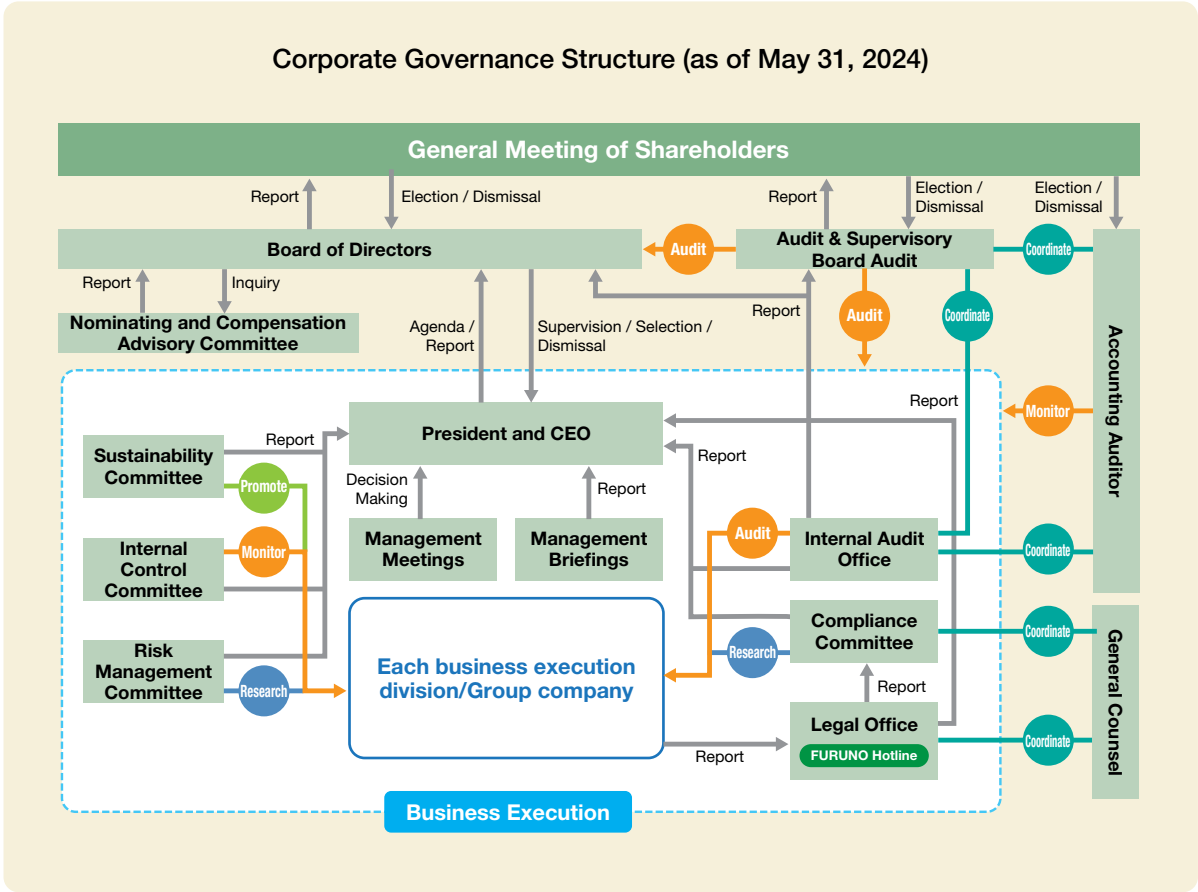 Corporate Governance Structure (as of May 31, 2024)
General Meeting of Shareholders
Report
Election / Dismissal
Report
Election /
Dismissal
Election /
Dismissal
Board of Directors
Audit
Audit & Supervisory
Board Audit
Coordinate
Report
Inquiry
Nominating and Compensation
Advisory Committee
Agenda /
Report
Supervision / Selection /
Dismissal
Report
Audit
Coordinate
Accounting Auditor
Monitor
Report
President and CEO
Report
Sustainability
Committee
Promote
Report
Decision
Making
Report
Management
Meetings
Management
Briefings
Internal
Control
Committee
Monitor
Audit
Internal Audit
Office
Coordinate
Risk
Management
Committee
Research
Each business execution
division/Group company
Research
Compliance
Committee
Coordinate
General Counsel
Report
Legal Office
FURUNO Hotline
Coordinate
Report
Business Execution